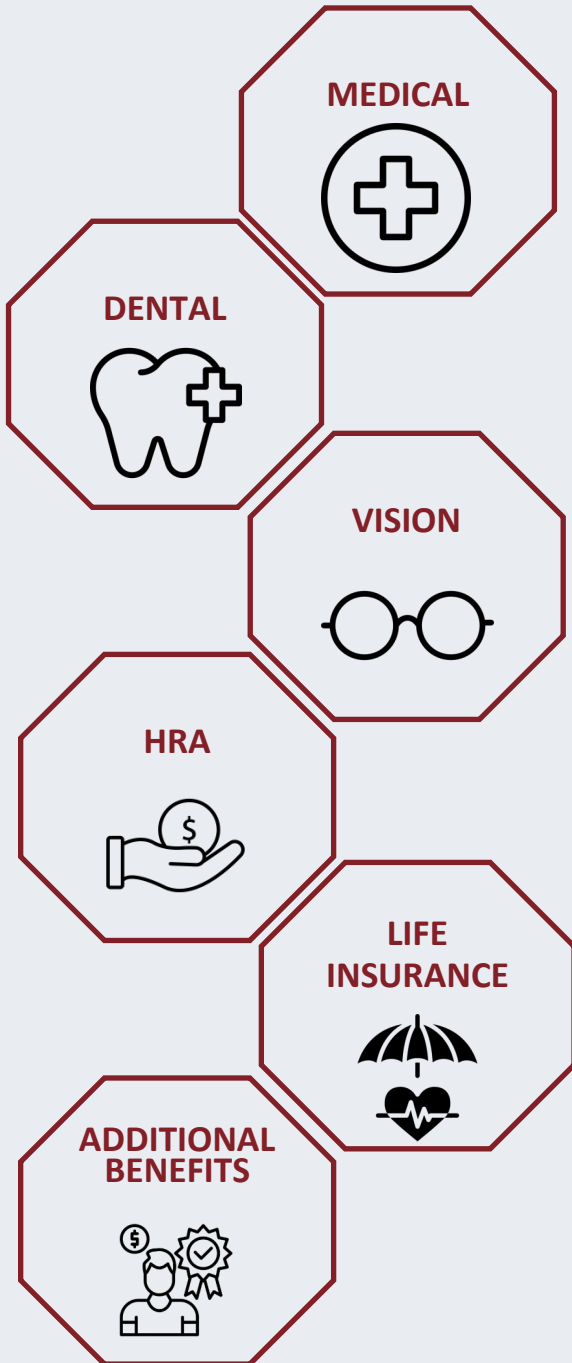 MEDICAL
DENTAL
VISION
HRA
$
LIFE
INSURANCE
ADDITIONAL
BENEFITS
$